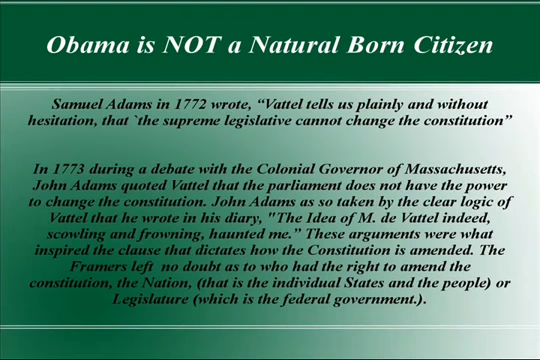 Obama is NOT a Natural Born Citizen
Samuel Adams in 1772 wrote, “Vattel tells us plainly and without
hesitation, that `the supreme legislative cannot change the constitution”
In 1773 during a debate with the Colonial Governor of Massachusetts,
John Adams quoted Vattel that the parliament does not have the power
to change the constitution. John Adams as so taken by the clear logic of
Vattel that he wrote in his diary, "The Idea of M. de Vattel indeed,
scowling and frowning, haunted me.” These arguments were what
inspired the clause that dictates how the Constitution is amended. The
Framers left no doubt as to who had the right to amend the
constitution, the Nation, (that is the individual States and the people) or
Legislature (which is the federal government.).